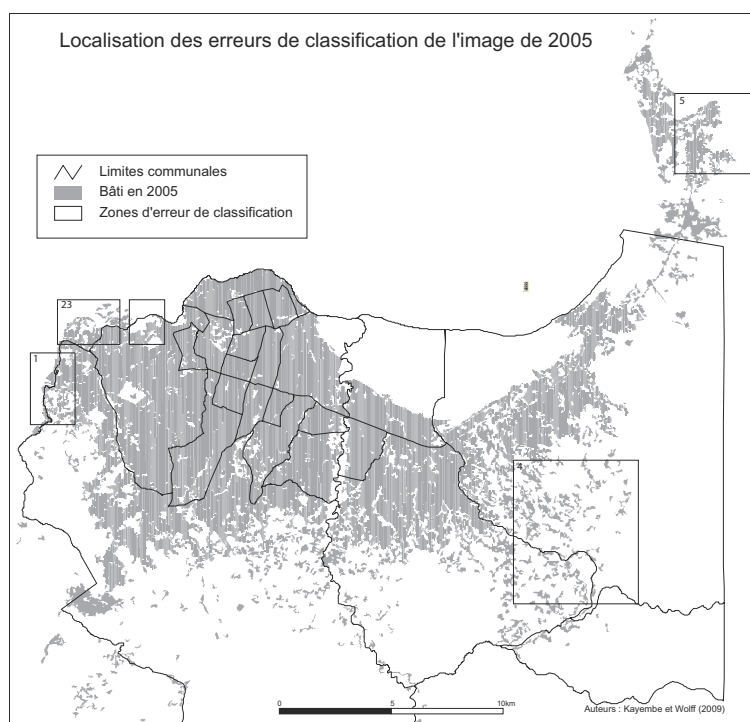 Localisation des erreurs de classification de l'image de 2005
5
Limites communales
Bâti en 2005
Zones d'erreur de classification
23
1
4
0 5 10km
Auteurs : Kayembe et Wolff (2009)